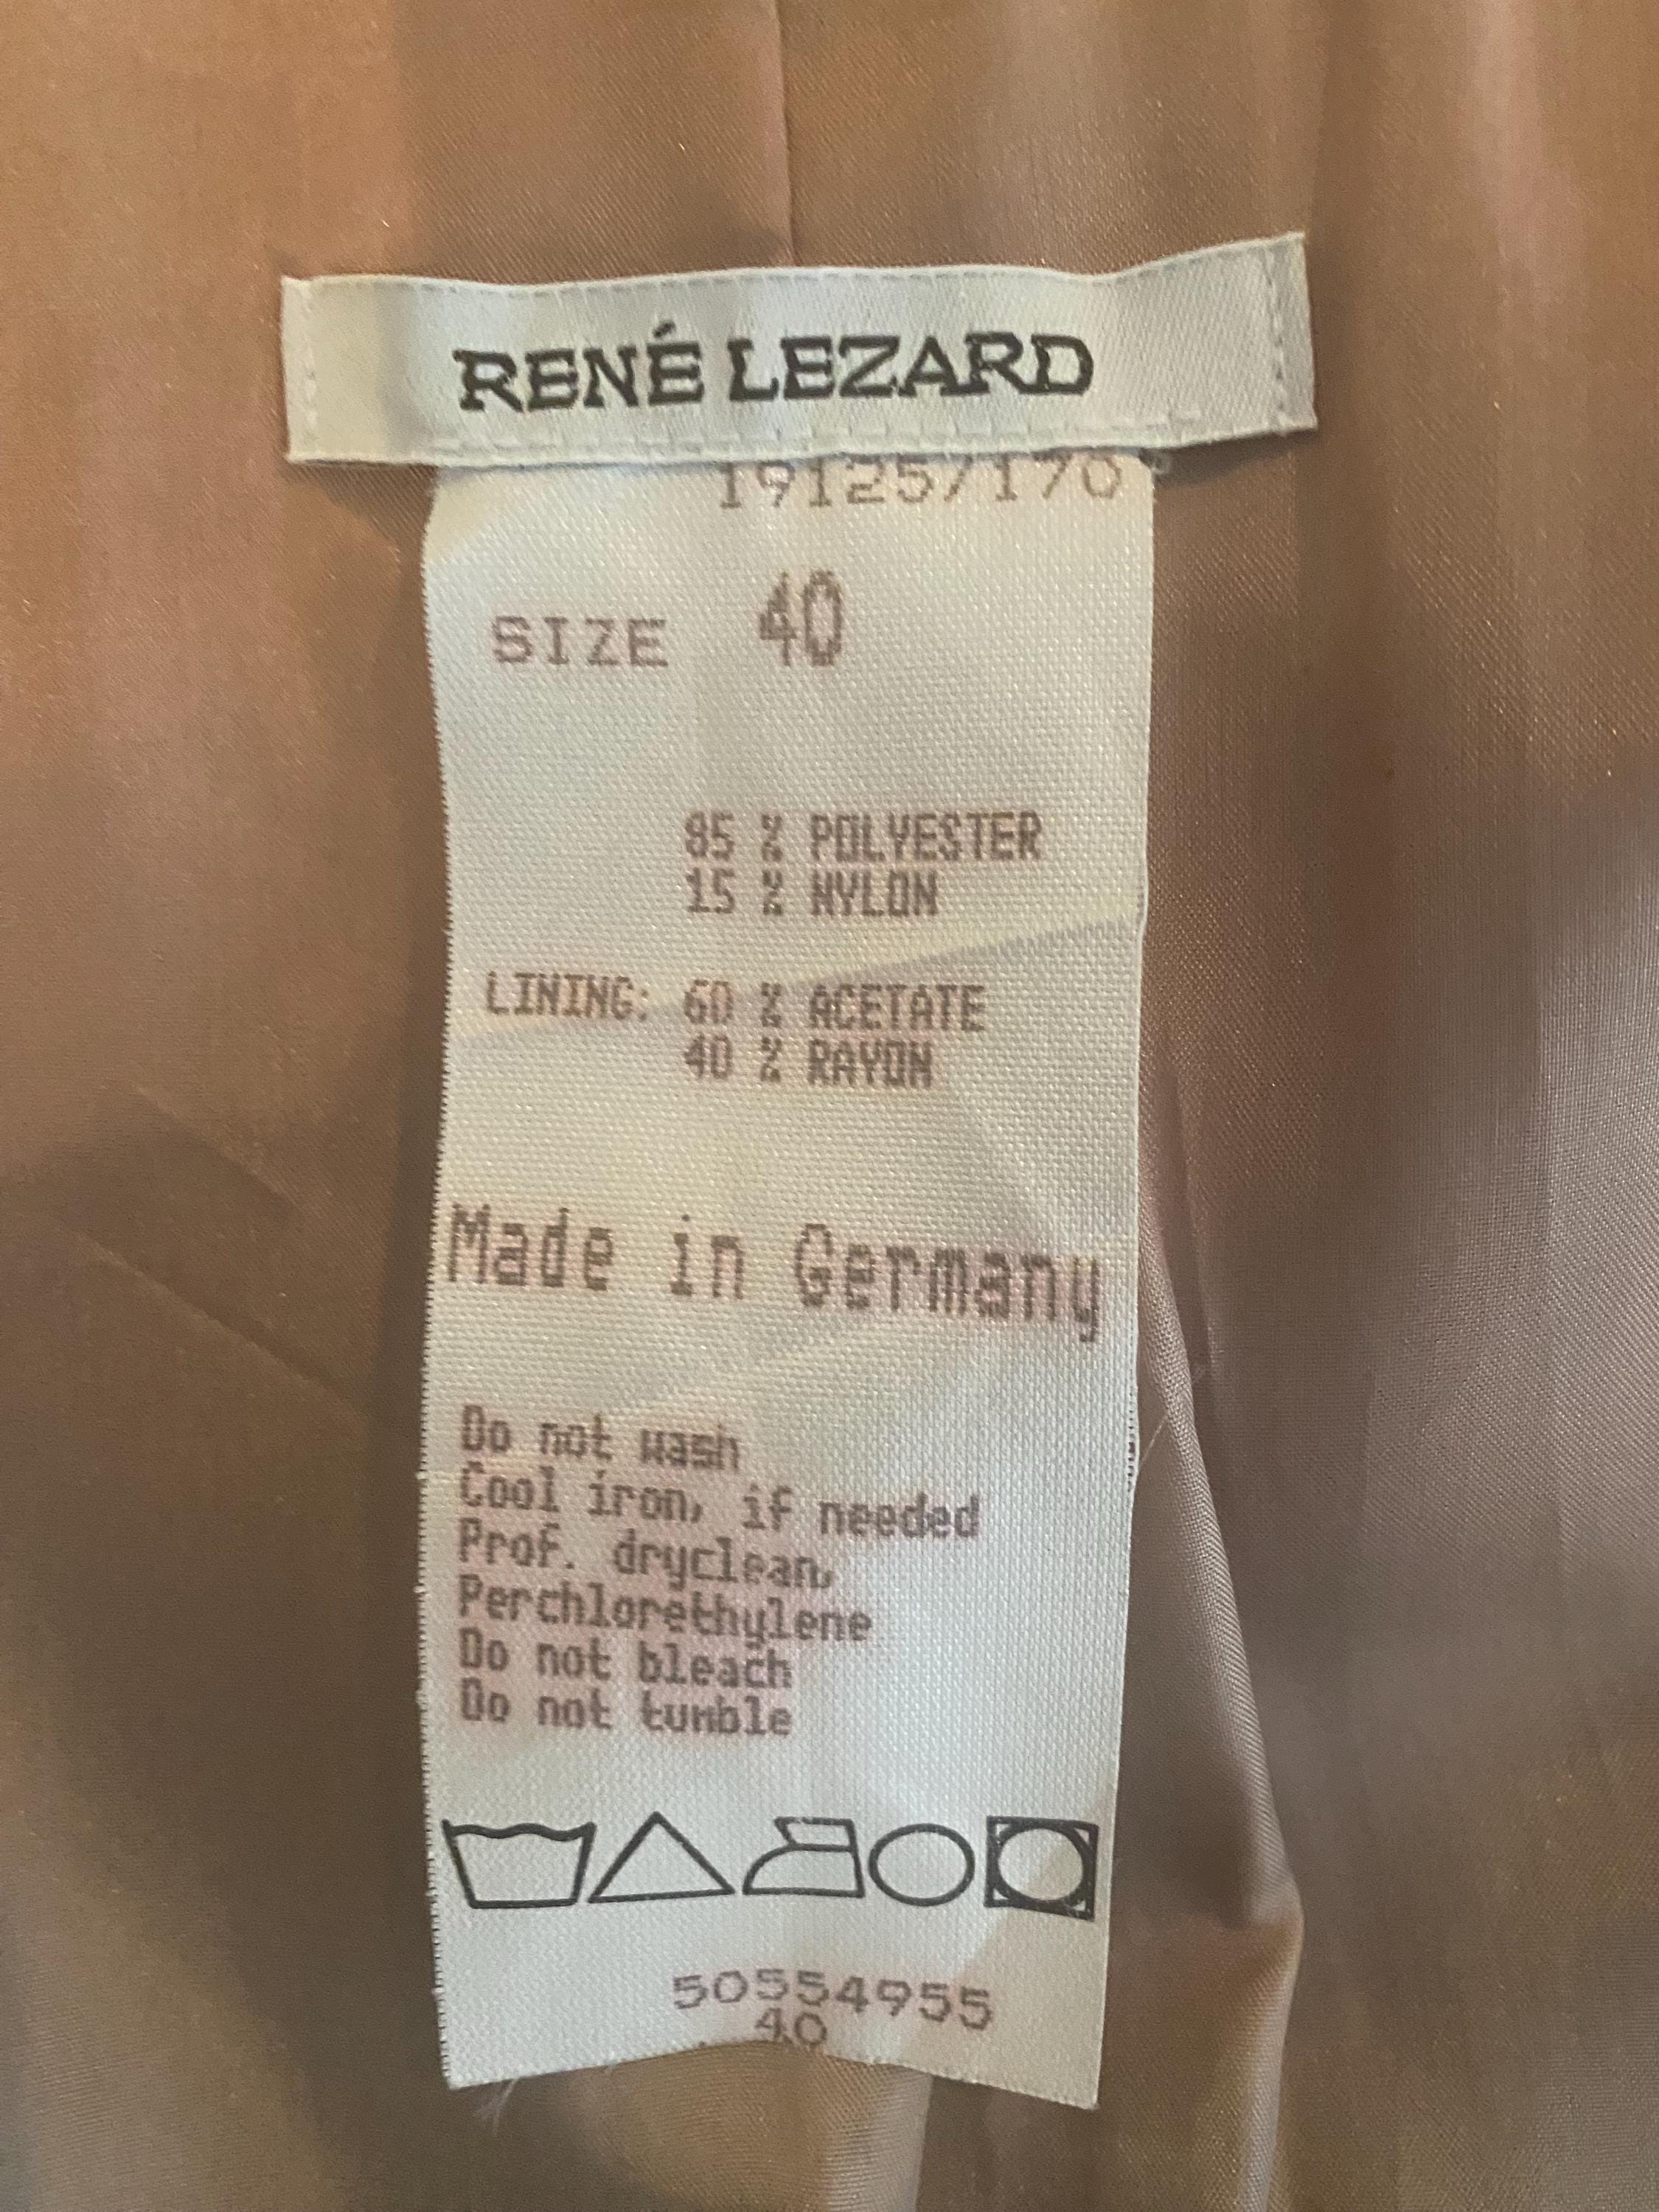 RENÉ LEZARD
19125/170
SIZE 40
85 % POLYESTER
15 % NYLON
LINING: 60 % ACETATE
40 % RAYON
Made in Germany
Do not wash
Cool iron, if needed
Prof. dryclean,
Perchlorethylene
Do not bleach
Do not tumble
50554955
40